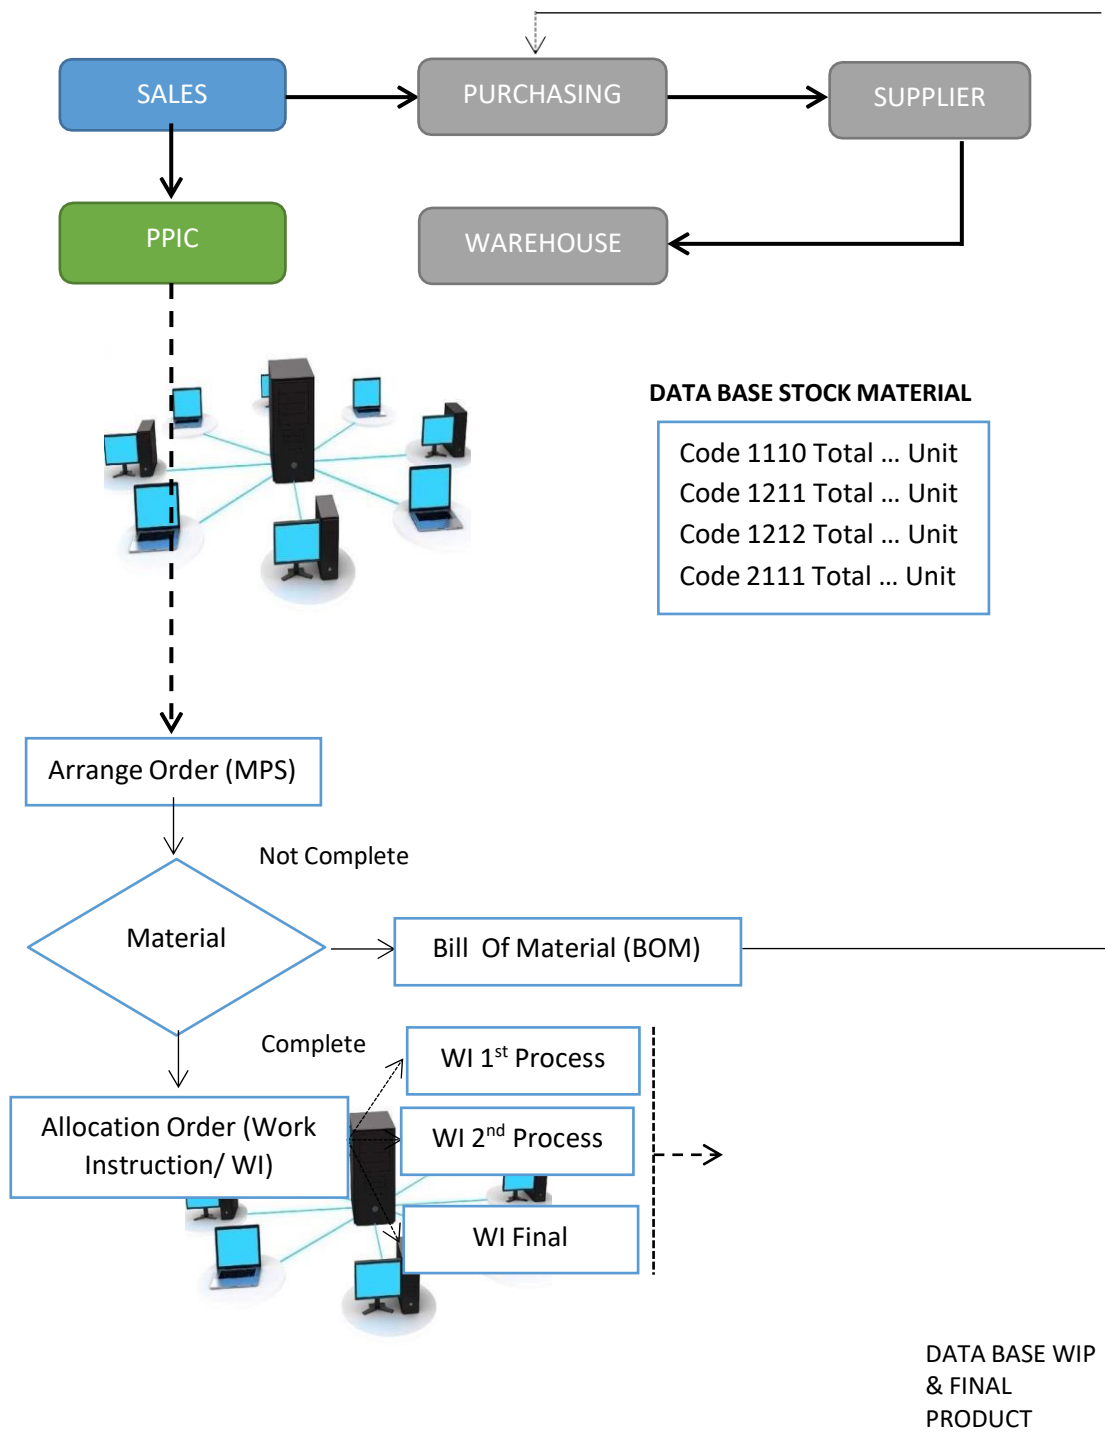 SALES
PURCHASING
SUPPLIER
PPIC
WAREHOUSE
DATA BASE STOCK MATERIAL
Code 1110 Total ... Unit
Code 1211 Total ... Unit
Code 1212 Total ... Unit
Code 2111 Total ... Unit
Arrange Order (MPS)
Not Complete
Material
Bill Of Material (BOM)
Complete
WI 1st Process
Allocation Order (Work
Instruction/ WI)
WI 2nd Process
WI Final
DATA BASE WIP
& FINAL
PRODUCT